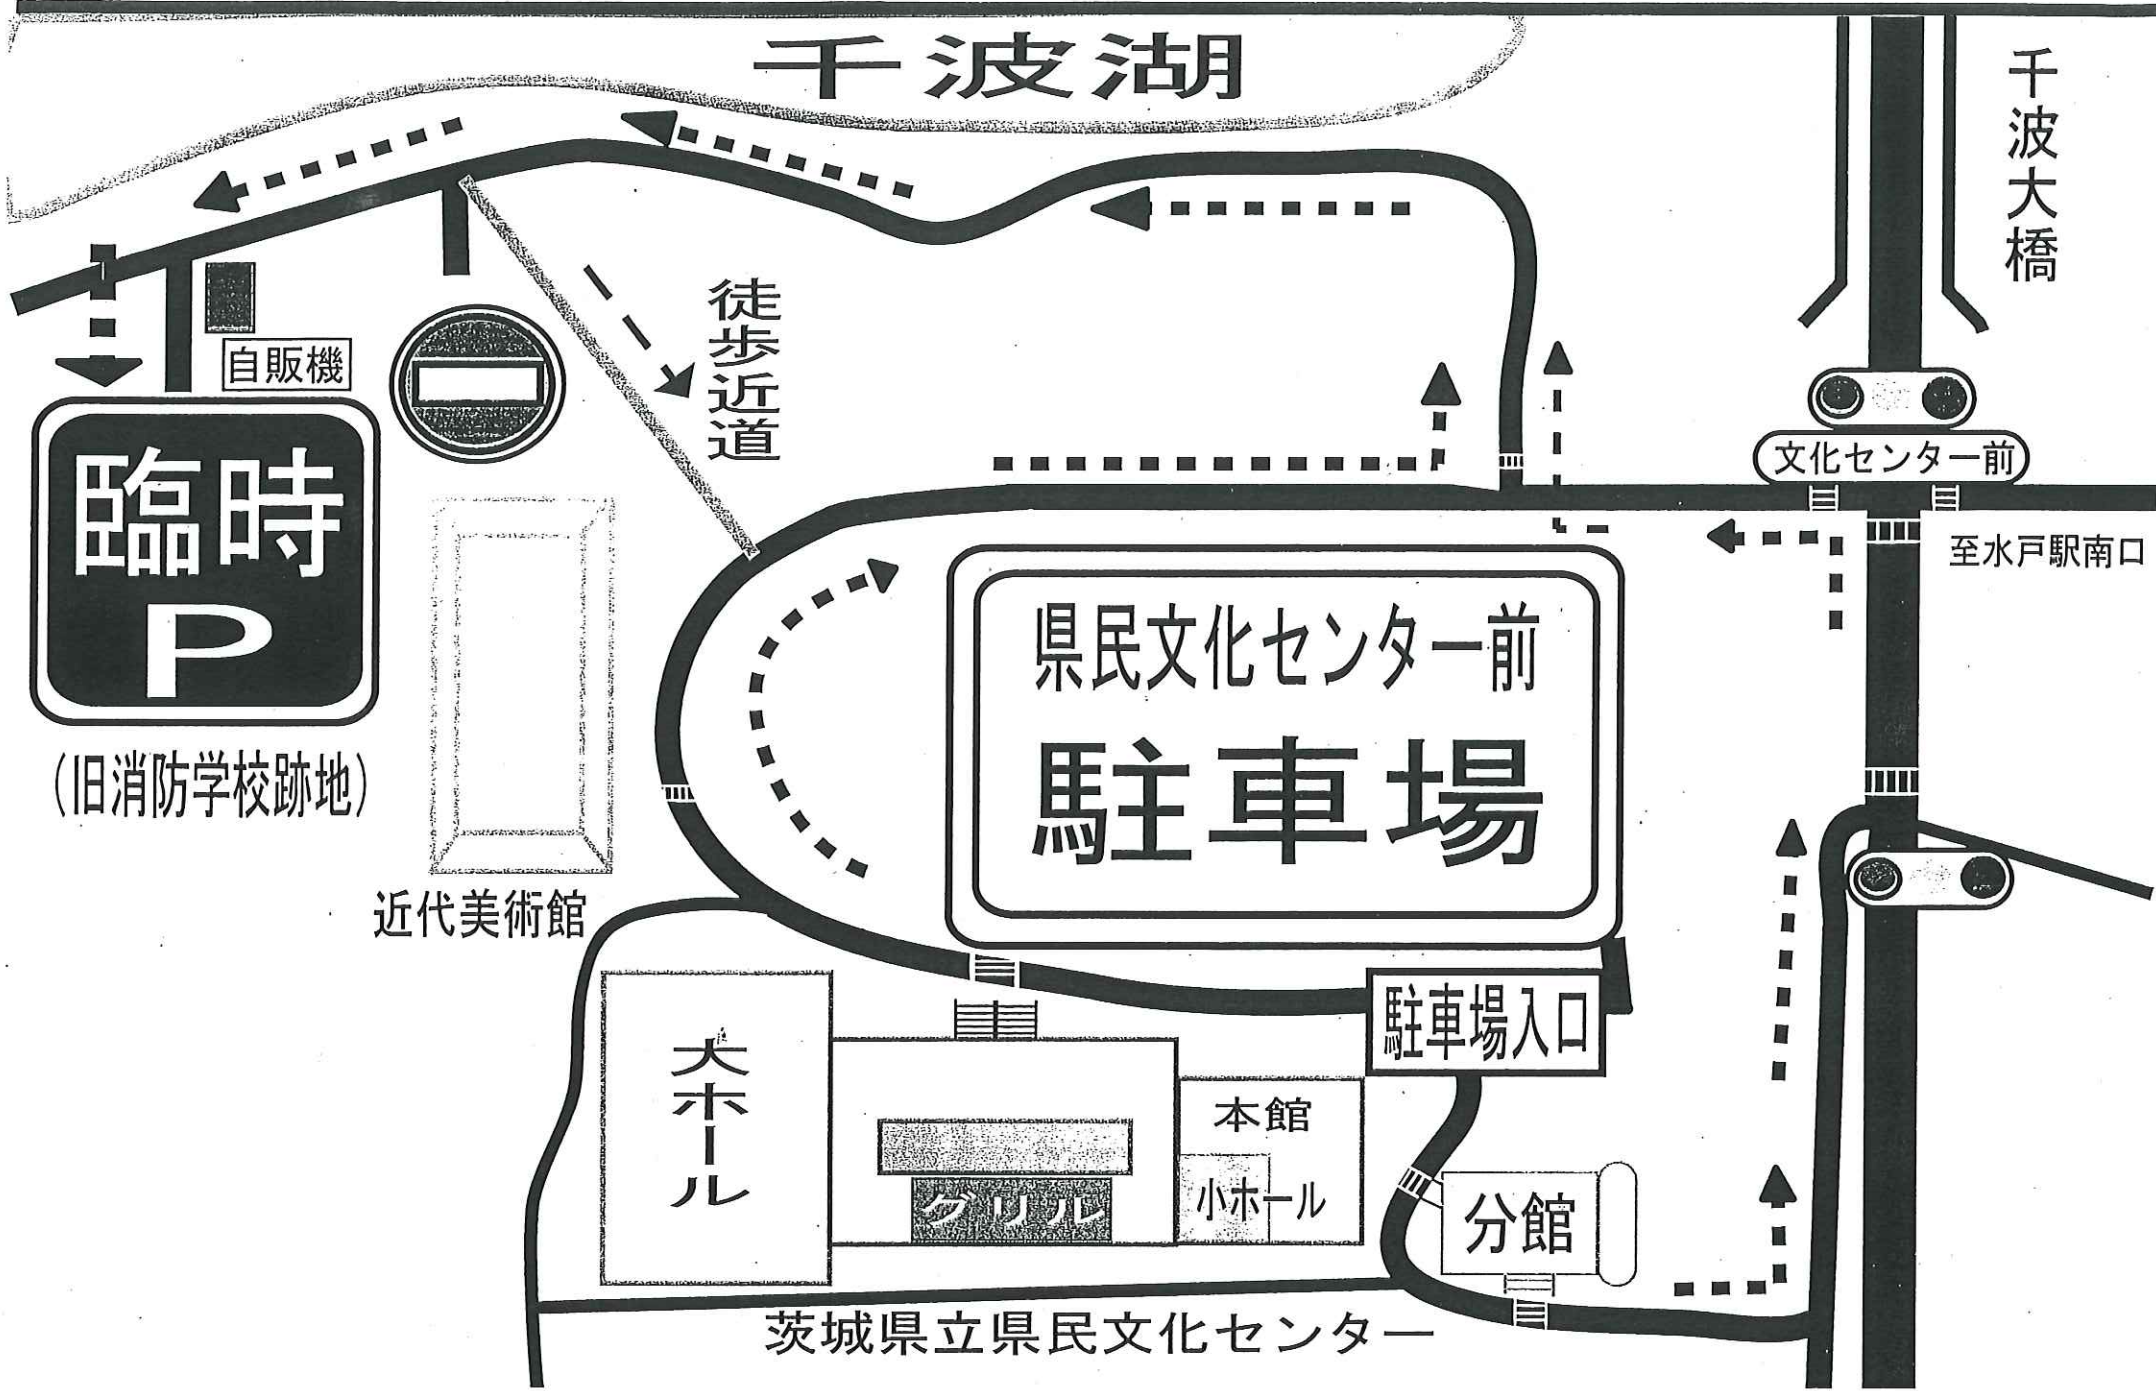 千波湖
千波大橋
徒歩近道
自販機
臨時
P
(旧消防学校跡地)
文化センター前
至水戸駅南口
県民文化センター前
駐車場
近代美術館
駐車場入口
大ホール
本館
小ホール
グリル
分館
茨城県立県民文化センター